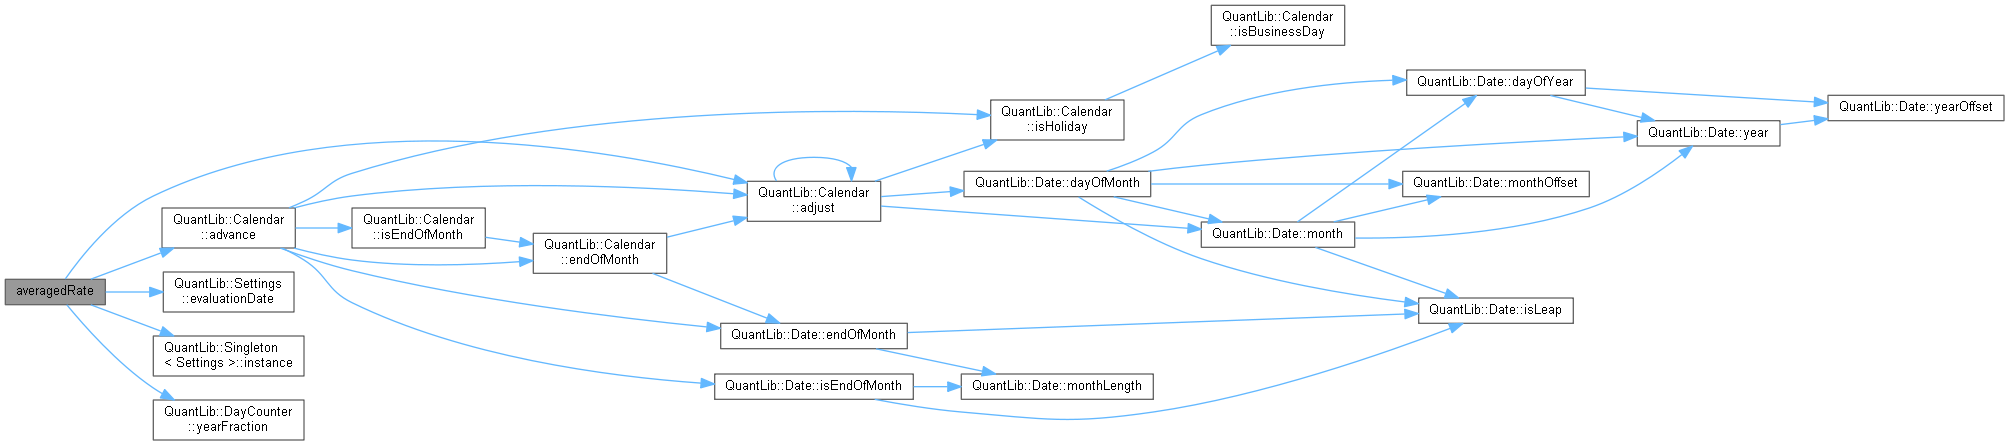 averagedRate
QuantLib::Calendar
::advance
QuantLib::Settings
::evaluationDate
QuantLib::Singleton
< Settings >::instance
QuantLib::DayCounter
::yearFraction
QuantLib::Calendar
::isEndOfMonth
QuantLib::Calendar
::endOfMonth
QuantLib::Calendar
::adjust
QuantLib::Date::endOfMonth
QuantLib::Date::isEndOfMonth
QuantLib::Calendar
::isHoliday
QuantLib::Date::dayOfMonth
QuantLib::Date::monthLength
QuantLib::Calendar
::isBusinessDay
QuantLib::Date::month
QuantLib::Date::dayOfYear
QuantLib::Date::monthOffset
QuantLib::Date::isLeap
QuantLib::Date::year
QuantLib::Date::yearOffset